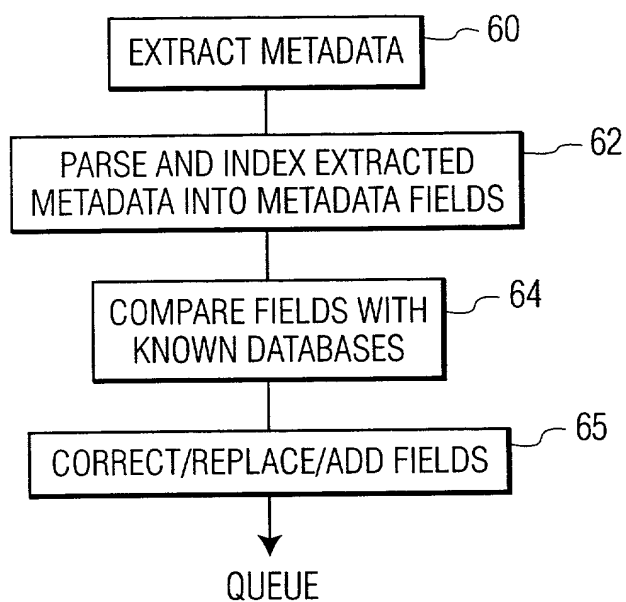 EXTRACT METADATA
60
PARSE AND INDEX EXTRACTED
METADATA INTO METADATA FIELDS
62
COMPARE FIELDS WITH
KNOWN DATABASES
64
CORRECT/REPLACE/ADD FIELDS
65
QUEUE